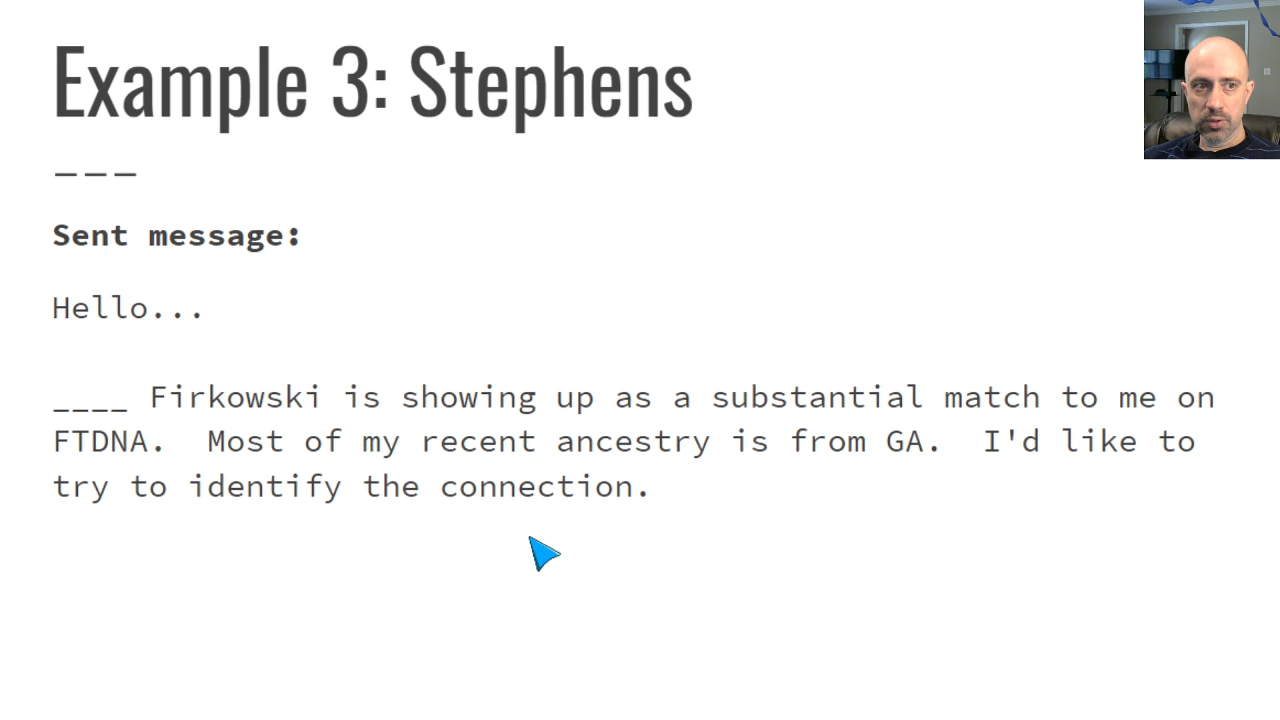 Example 3: Stephens
___
Sent message:
Hello...
____ Firkowski is showing up as a substantial match to me on
FTDNA.  Most of my recent ancestry is from GA.  I'd like to
try to identify the connection.